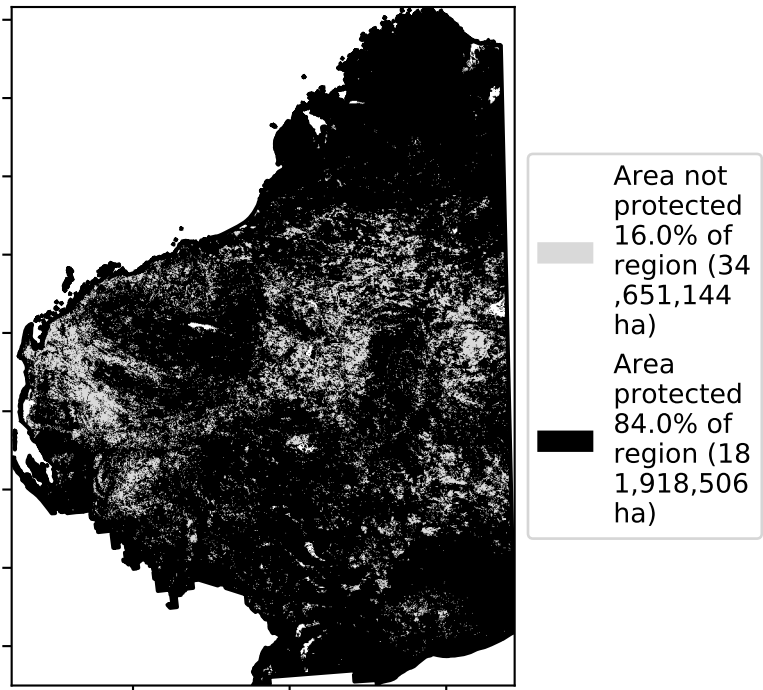 Area not
protected
16.0% of
region (34
,651,144
ha)
Area
protected
84.0% of
region (18
1,918,506
ha)